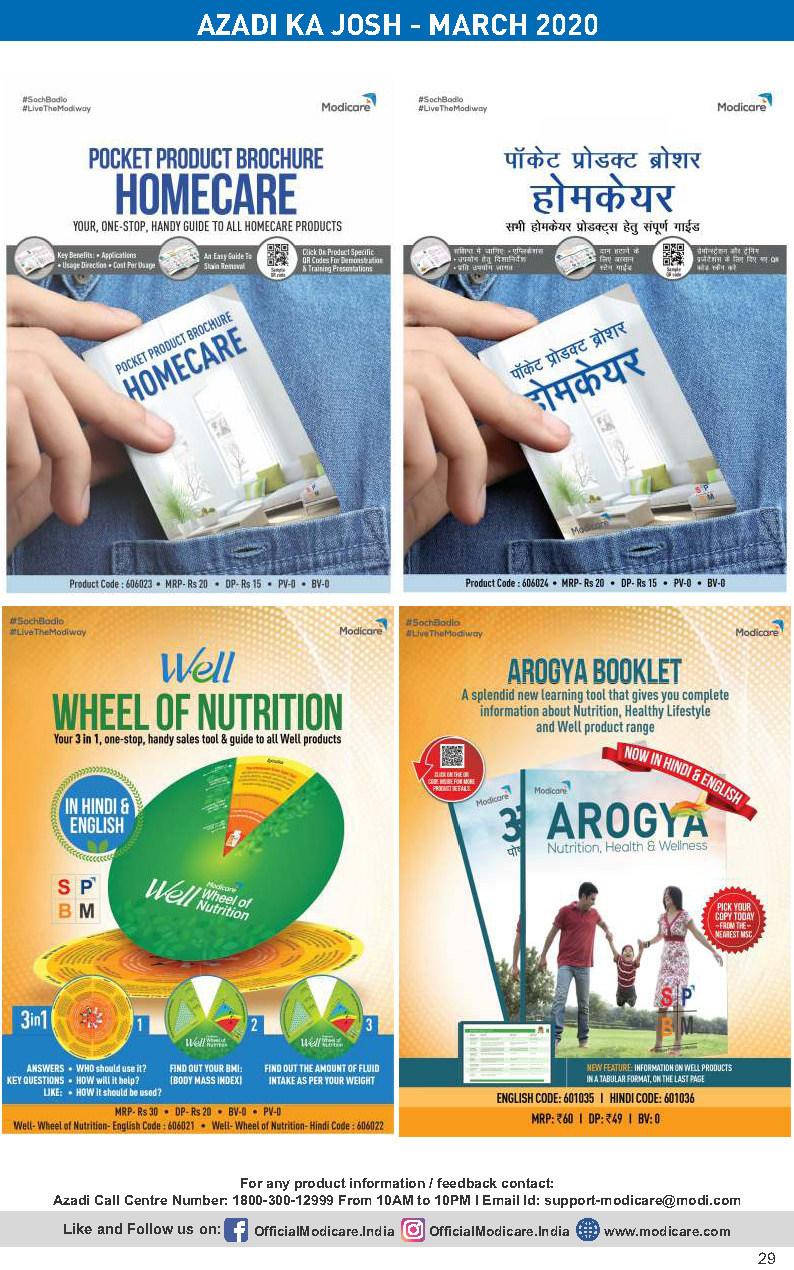 AZADI KA JOSH - MARCH 2020
#SochBadlo
#LiveTheModiway
Modicare
POCKET PRODUCT BROCHURE
HOMECARE
YOUR, ONE-STOP, HANDY GUIDE TO ALL HOMECARE PRODUCTS
Key Benefits: • Applications
• Usage Direction • Cost Per Usage
An Easy Guide To
Stain Removal
Sample
QR code
Click On Product Specific
QR Codes For Demonstration
& Training Presentations
POCKET PRODUCT BROCHURE
HOMECARE
S P
B M
Product Code : 606023 • MRP- Rs 20 • DP- Rs 15 • PV-0 • BV-0
#SochBadlo
#LiveTheModiway
Modicare
पॉकेट प्रोडक्ट ब्रोशर
होमकेयर
सभी होमकेयर प्रोडक्ट्स हेतु संपूर्ण गाईड
संक्षिप्त में जानिए • एप्लिकेशंस
• उपयोग हेतु दिशानिर्देश
• प्रति उपयोग लागत
दाग हटाने के
लिए आसान
स्टेन गाईड
Sample
QR code
डेमोन्स्ट्रेशन और ट्रेनिंग
प्रजेंटेशंस के लिए दिए गए QR
कोड स्कैन करें
पॉकेट प्रोडक्ट ब्रोशर
होमकेयर
Modicare
S P
B M
Product Code : 606024 • MRP- Rs 20 • DP- Rs 15 • PV-0 • BV-0
#SochBadlo
#LiveTheModiway
Modicare
Well
WHEEL OF NUTRITION
Your 3 in 1, one-stop, handy sales tool & guide to all Well products
IN HINDI &
ENGLISH
S P
B M
Modicare
Well Wheel of
Nutrition
3in1
1
2
3
ANSWERS • WHO should use it?
KEY QUESTIONS • HOW will it help?
LIKE: • HOW it should be used?
FIND OUT YOUR BMI:
(BODY MASS INDEX)
FIND OUT THE AMOUNT OF FLUID
INTAKE AS PER YOUR WEIGHT
MRP- Rs 30 • DP- Rs 20 • BV-0 • PV-0
Well- Wheel of Nutrition- English Code : 606021 • Well- Wheel of Nutrition- Hindi Code : 606022
#SochBadlo
#LiveTheModiway
Modicare
AROGYA BOOKLET
A splendid new learning tool that gives you complete
information about Nutrition, Healthy Lifestyle
and Well product range
CLICK ON THE QR
CODE INSIDE FOR MORE
PRODUCT DETAILS
NOW IN HINDI & ENGLISH
Modicare
Modicare
AROGYA
Nutrition, Health & Wellness
PICK YOUR
COPY TODAY
- FROM THE -
NEAREST MSC
S P
B M
NEW FEATURE: INFORMATION ON WELL PRODUCTS
IN A TABULAR FORMAT, ON THE LAST PAGE
ENGLISH CODE: 601035 I HINDI CODE: 601036
MRP: ₹60 I DP: ₹49 I BV: 0
For any product information / feedback contact:
Azadi Call Centre Number: 1800-300-12999 From 10AM to 10PM I Email Id: support-modicare@modi.com
Like and Follow us on: OfficialModicare.India OfficialModicare.India www.modicare.com
29